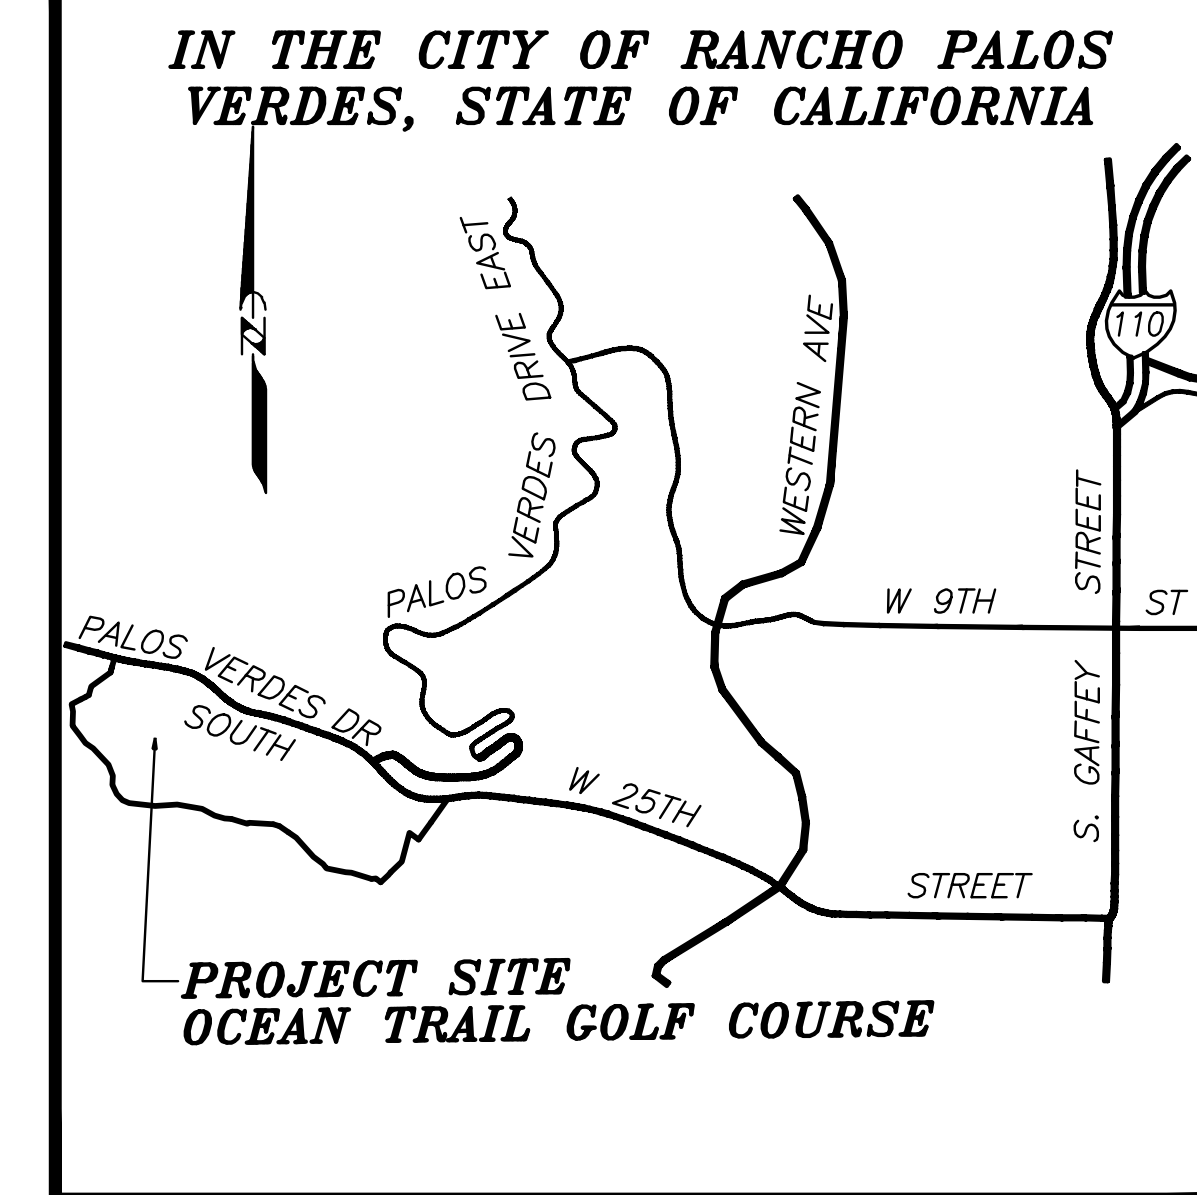 IN THE CITY OF RANCHO PALOS
VERDES, STATE OF CALIFORNIA
N
PALOS VERDES DRIVE EAST
WESTERN AVE
110
W 9TH ST
S. GAFFEY STREET
PALOS VERDES DR
SOUTH
W 25TH STREET
PROJECT SITE
OCEAN TRAIL GOLF COURSE